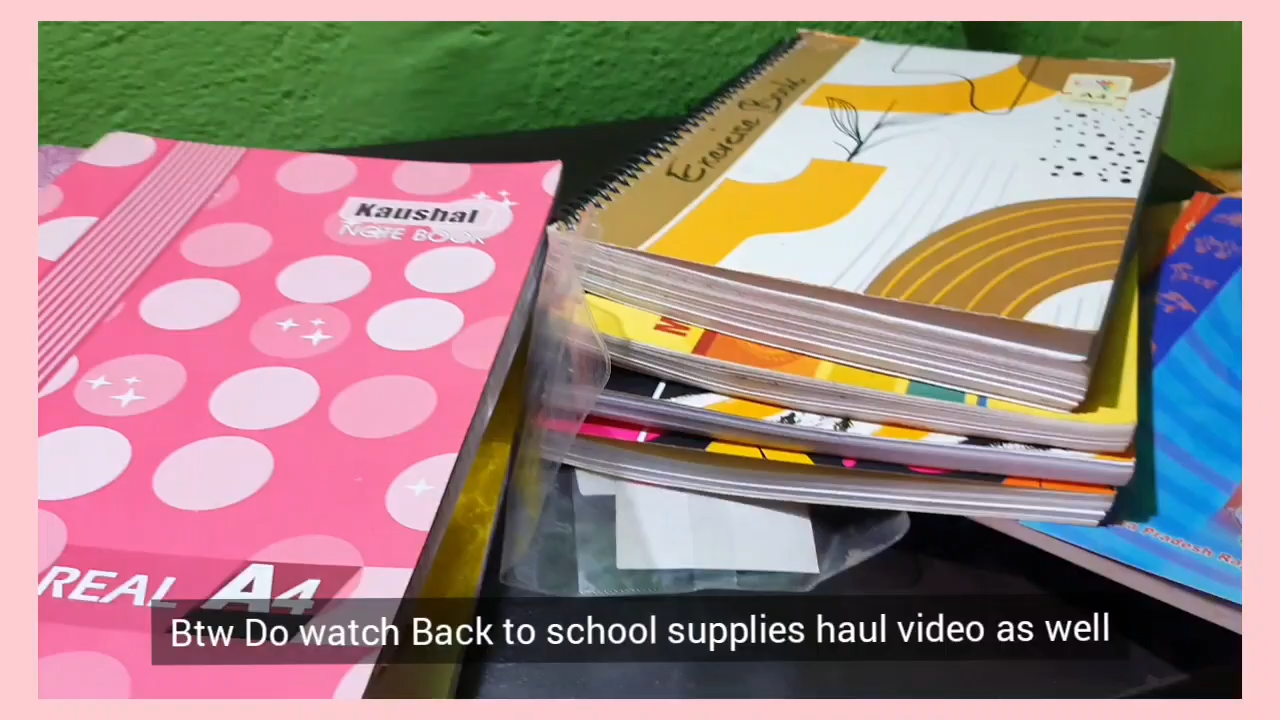 Kaushal
NOTE BOOK
REAL A4
Exercise Book
A4
M
Pradesh
Btw Do watch Back to school supplies haul video as well